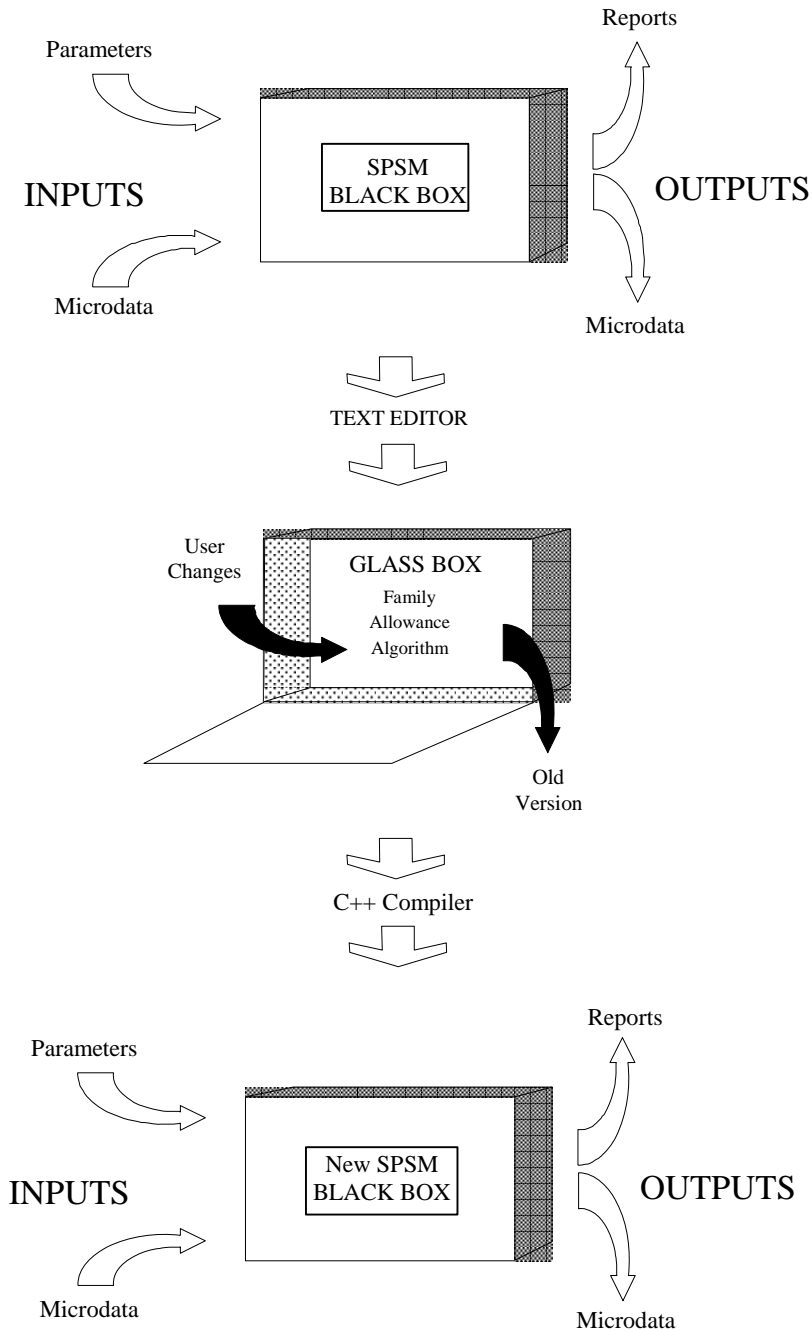 Reports
Parameters
SPSM
BLACK BOX
INPUTS
OUTPUTS
Microdata
Microdata
TEXT EDITOR
User
Changes
GLASS BOX
Family
Allowance
Algorithm
Old
Version
C++ Compiler
Reports
Parameters
New SPSM
BLACK BOX
INPUTS
OUTPUTS
Microdata
Microdata